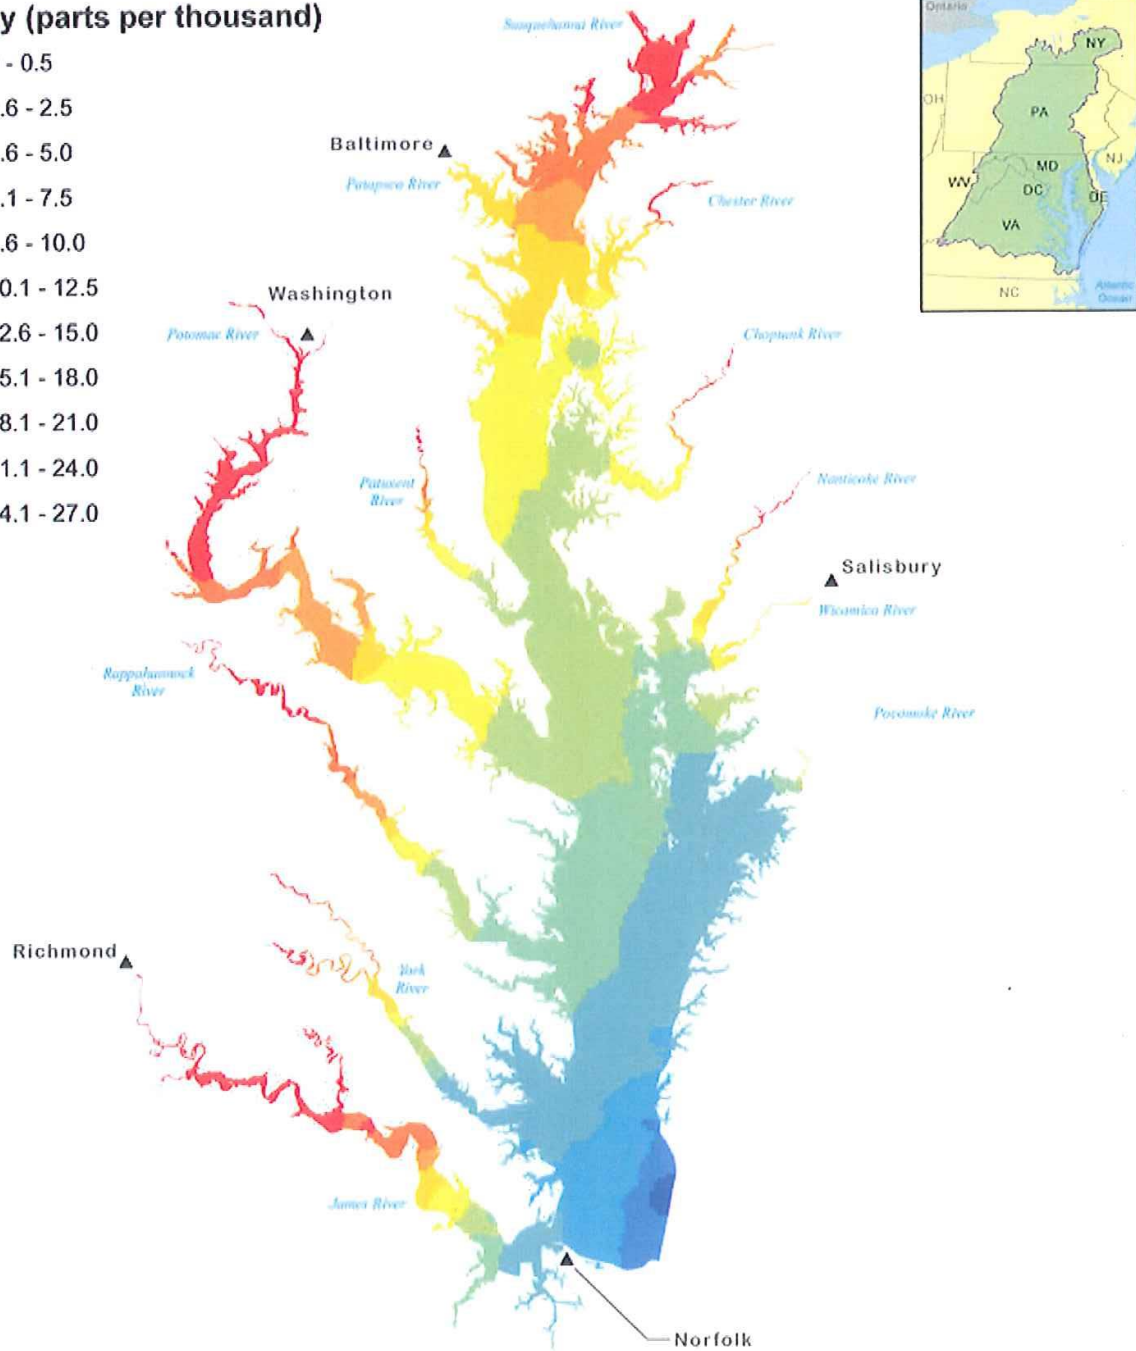 y (parts per thousand)
- 0.5
.6 - 2.5
.6 - 5.0
.1 - 7.5
.6 - 10.0
0.1 - 12.5
2.6 - 15.0
5.1 - 18.0
8.1 - 21.0
1.1 - 24.0
4.1 - 27.0
Susquehanna River
Baltimore
Patapsco River
Chester River
Washington
Potomac River
Choptank River
Patuxent
River
Nanticoke River
Salisbury
Wicomico River
Rappahannock
River
Pocomoke River
Richmond
York
River
James River
Norfolk
Ontario
NY
OH
PA
NJ
MD
WV
DC
DE
VA
NC
Atlantic
Ocean